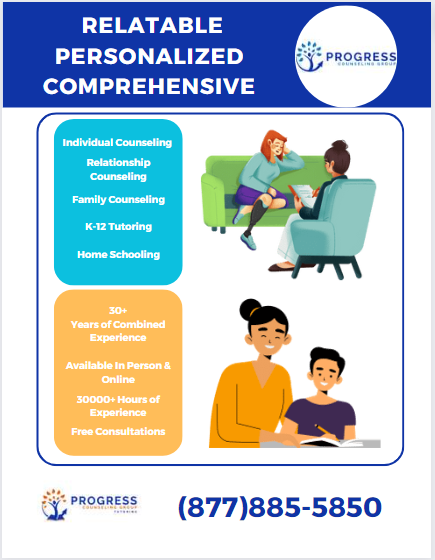 RELATABLE
PERSONALIZED
COMPREHENSIVE
PROGRESS
COUNSELING GROUP
Individual Counseling
Relationship
Counseling
Family Counseling
K-12 Tutoring
Home Schooling
30+
Years of Combined
Experience
Available In Person &
Online
30000+ Hours of
Experience
Free Consultations
PROGRESS
COUNSELING GROUP
TUTORING
(877)885-5850